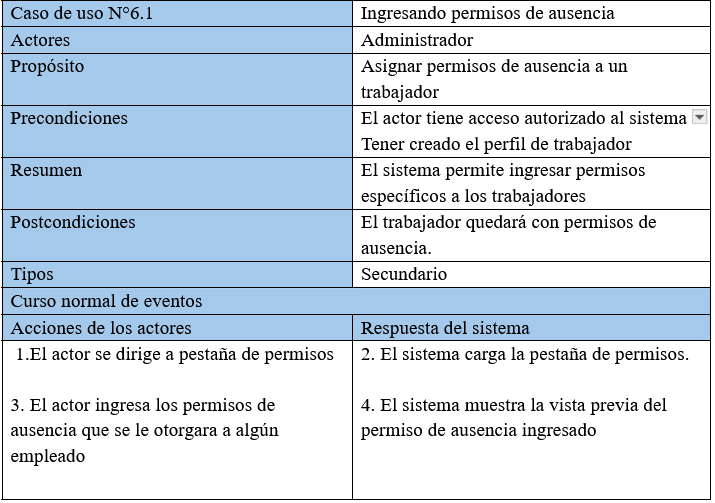 Caso de uso N°6.1
Ingresando permisos de ausencia
Actores
Administrador
Propósito
Asignar permisos de ausencia a un
trabajador
Precondiciones
El actor tiene acceso autorizado al sistema
Tener creado el perfil de trabajador
Resumen
El sistema permite ingresar permisos
específicos a los trabajadores
Postcondiciones
El trabajador quedará con permisos de
ausencia.
Tipos
Secundario
Curso normal de eventos
Acciones de los actores
Respuesta del sistema
1.El actor se dirige a pestaña de permisos
2. El sistema carga la pestaña de permisos.
3. El actor ingresa los permisos de
ausencia que se le otorgara a algún
empleado
4. El sistema muestra la vista previa del
permiso de ausencia ingresado